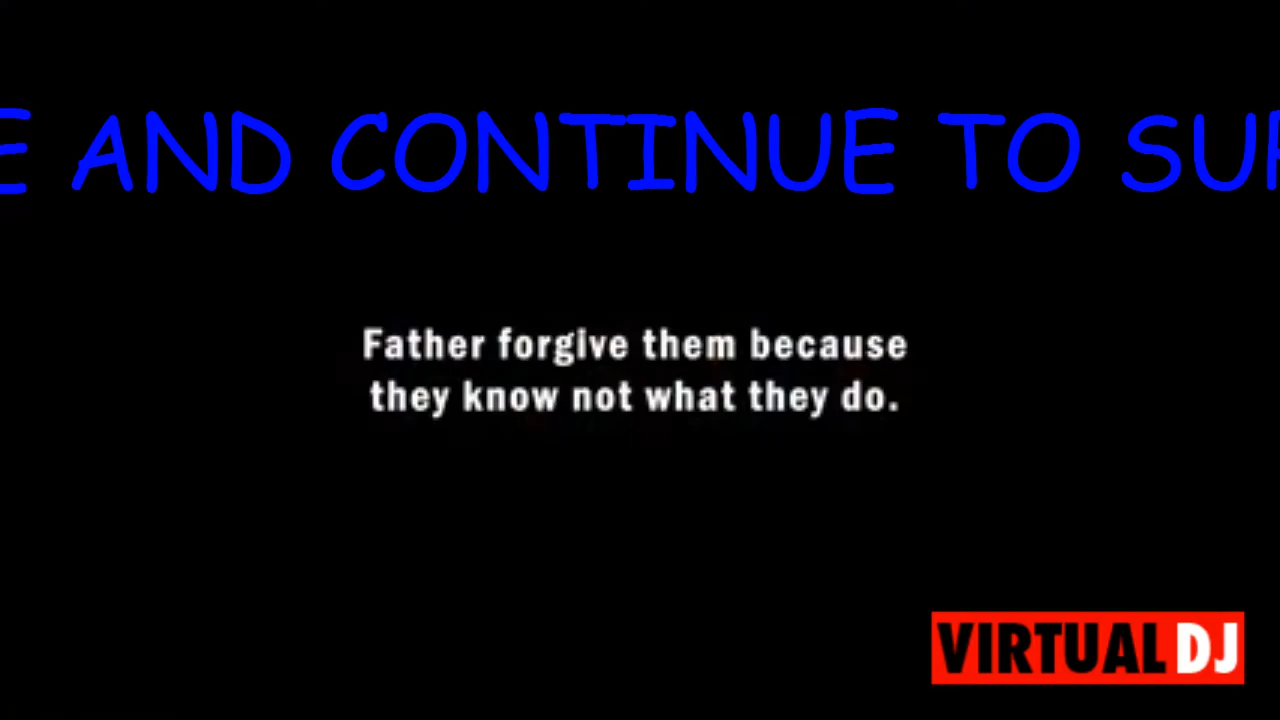 AND CONTINUE TO
Father forgive them because
they know not what they do.
VIRTUAL DJ